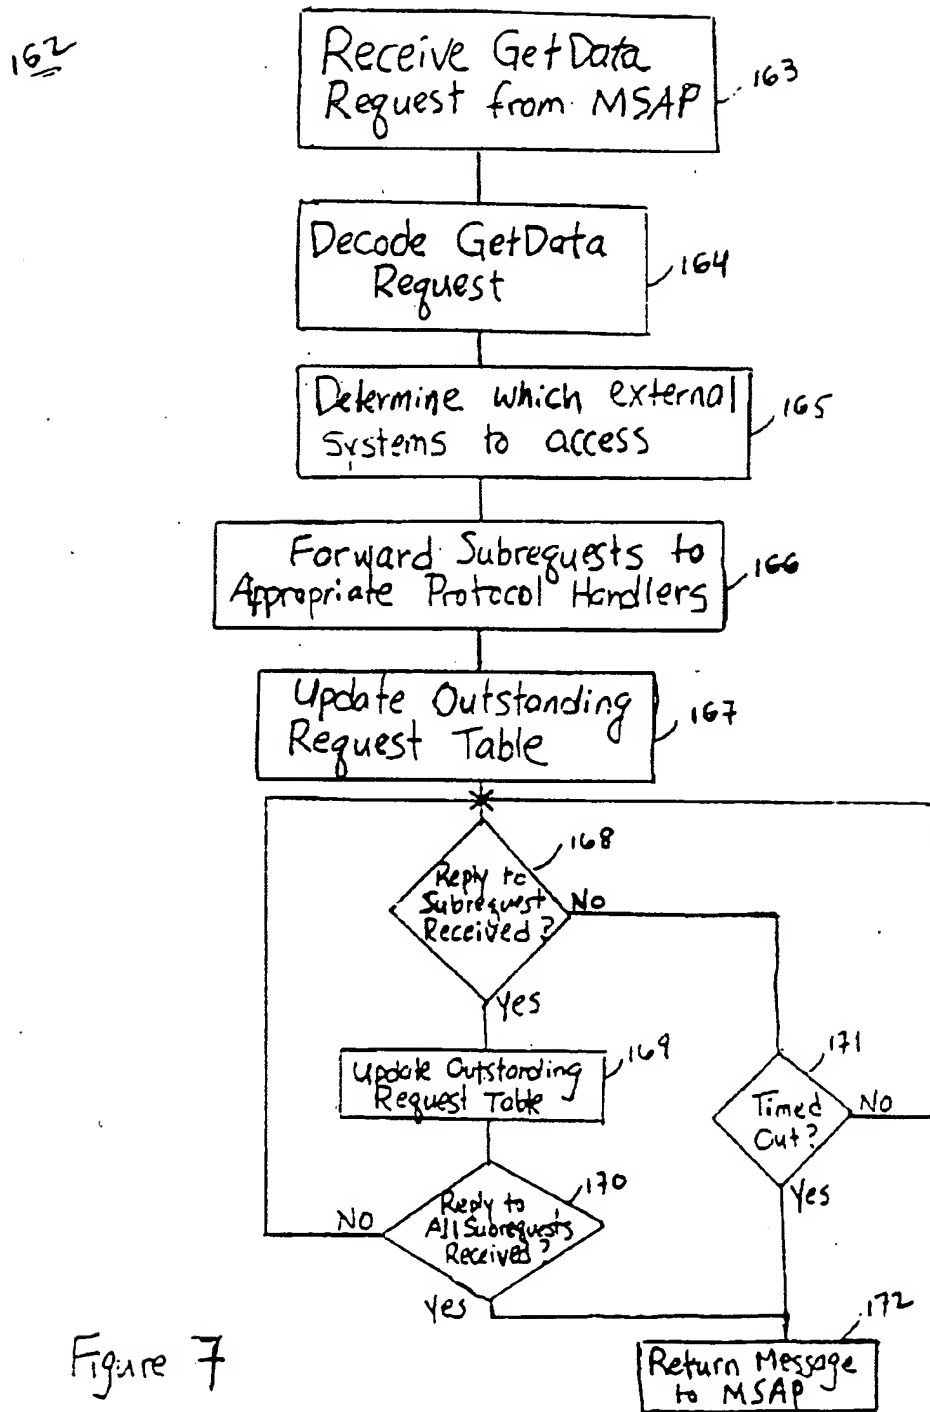 162
Receive GetData
Request from MSAP
163
Decode GetData
Request
164
Determine which external
Systems to access
165
Forward Subrequests to
Appropriate Protocol Handlers
166
Update Outstanding
Request Table
167
168
Reply to
Subrequest
Received?
NO
Yes
169
Update Outstanding
Request Table
171
Timed
Out?
NO
Yes
170
Reply to
All Subrequests
Received?
NO
Yes
172
Return Message
to MSAP
Figure 7